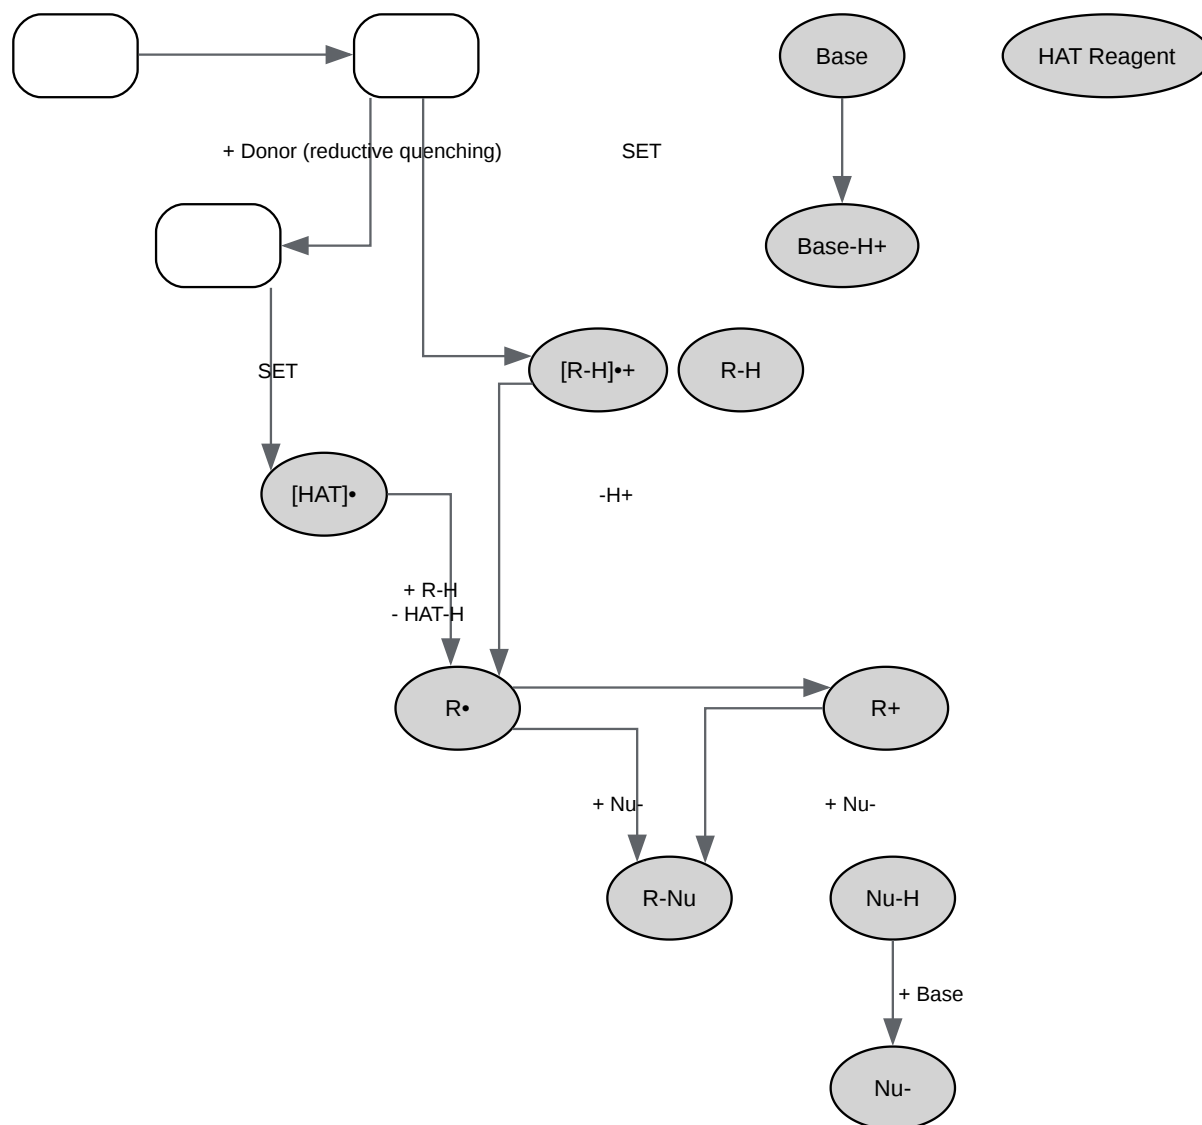 Base
HAT Reagent
+ Donor (reductive quenching)
SET
Base-H+
SET
[R-H]•+
R-H
[HAT]•
-H+
+ R-H
- HAT-H
R•
R+
+ Nu-
+ Nu-
R-Nu
Nu-H
+ Base
Nu-